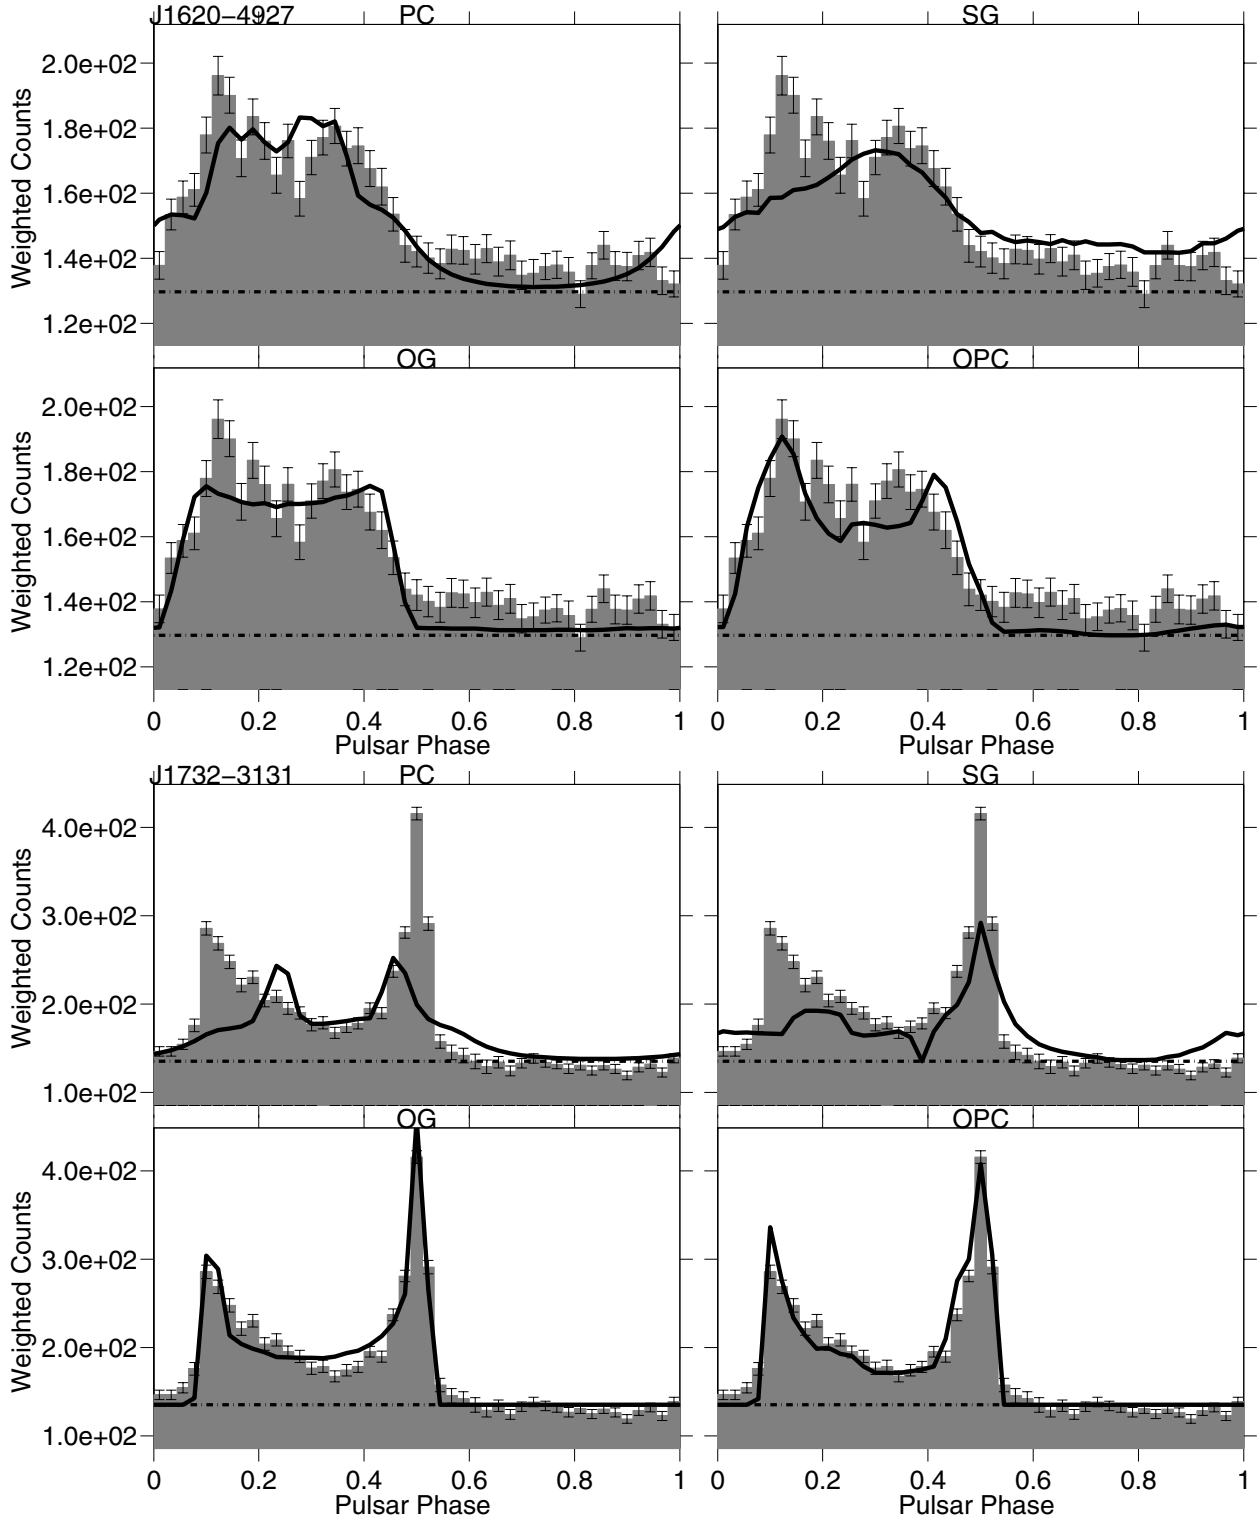 J1620−4927 PC SG
Weighted Counts
2.0e+02
1.8e+02
1.6e+02
1.4e+02
1.2e+02
OG OPC
Weighted Counts
2.0e+02
1.8e+02
1.6e+02
1.4e+02
1.2e+02
0 0.2 0.4 0.6 0.8 1 0 0.2 0.4 0.6 0.8 1
Pulsar Phase Pulsar Phase
J1732−3131 PC SG
Weighted Counts
4.0e+02
3.0e+02
2.0e+02
1.0e+02
OG OPC
Weighted Counts
4.0e+02
3.0e+02
2.0e+02
1.0e+02
0 0.2 0.4 0.6 0.8 1 0 0.2 0.4 0.6 0.8 1
Pulsar Phase Pulsar Phase